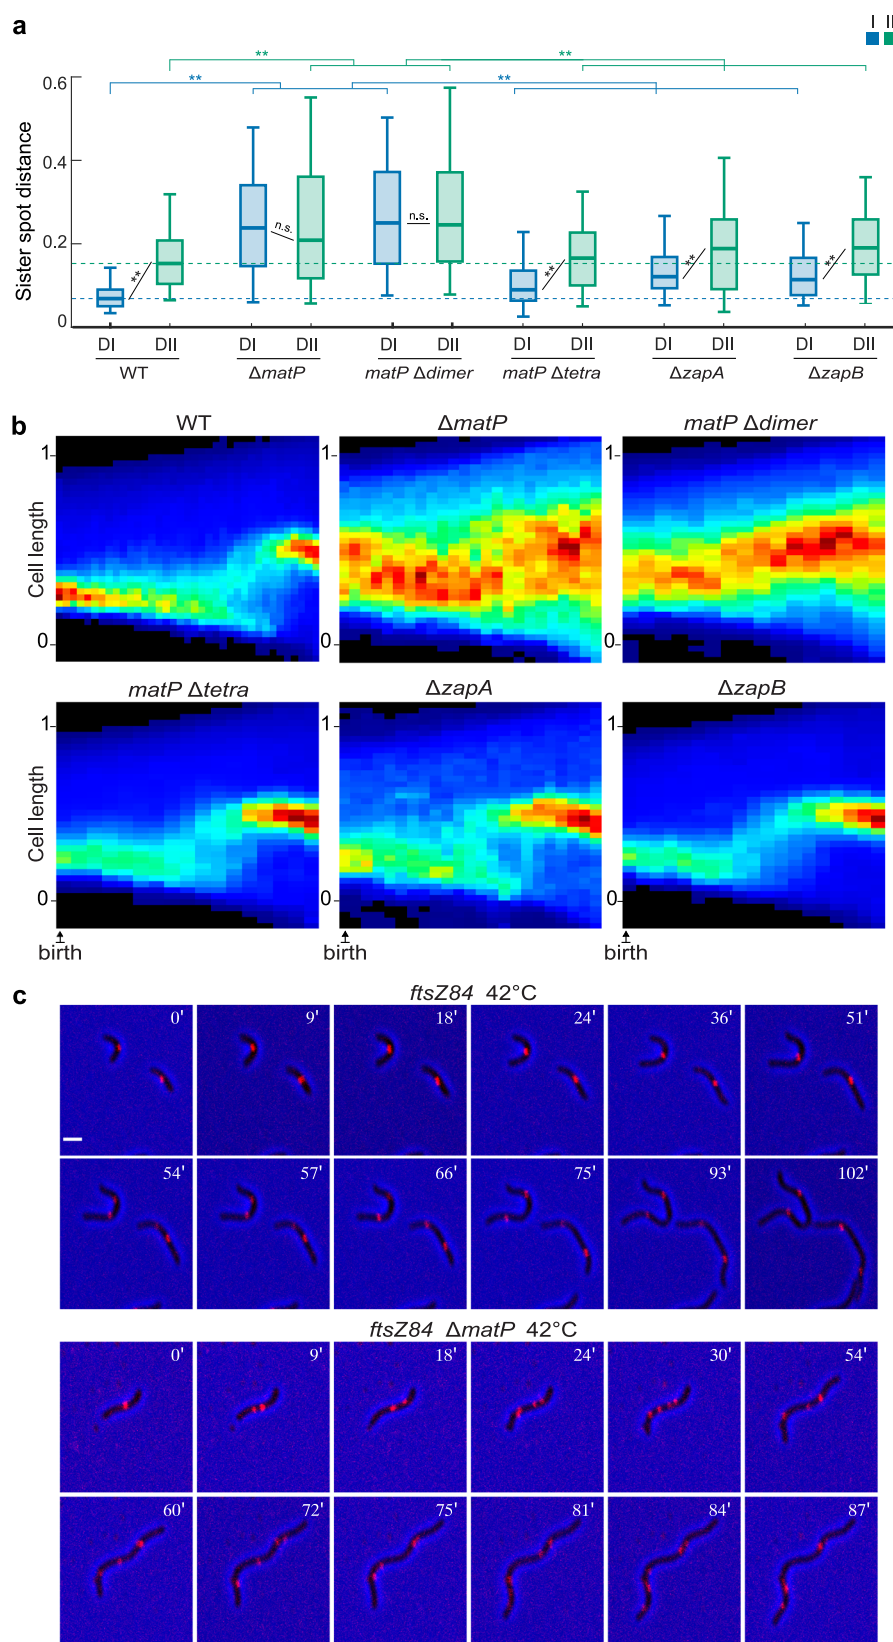 a
I II
** **
** **
0.6
0.4
0.2
0
Sister spot distance
** n.s. n.s. ** ** **
DI DII DI DII DI DII DI DII DI DII DI DII
WT ΔmatP matP Δdimer matP Δtetra ΔzapA ΔzapB
b
WT ΔmatP matP Δdimer
1 1 1
Cell length
0 0 0
matP Δtetra ΔzapA ΔzapB
1 1 1
Cell length
0 0 0
birth birth birth
c
ftsZ84 42°C
0' 9' 18' 24' 36' 51'
54' 57' 66' 75' 93' 102'
ftsZ84 ΔmatP 42°C
0' 9' 18' 24' 30' 54'
60' 72' 75' 81' 84' 87'